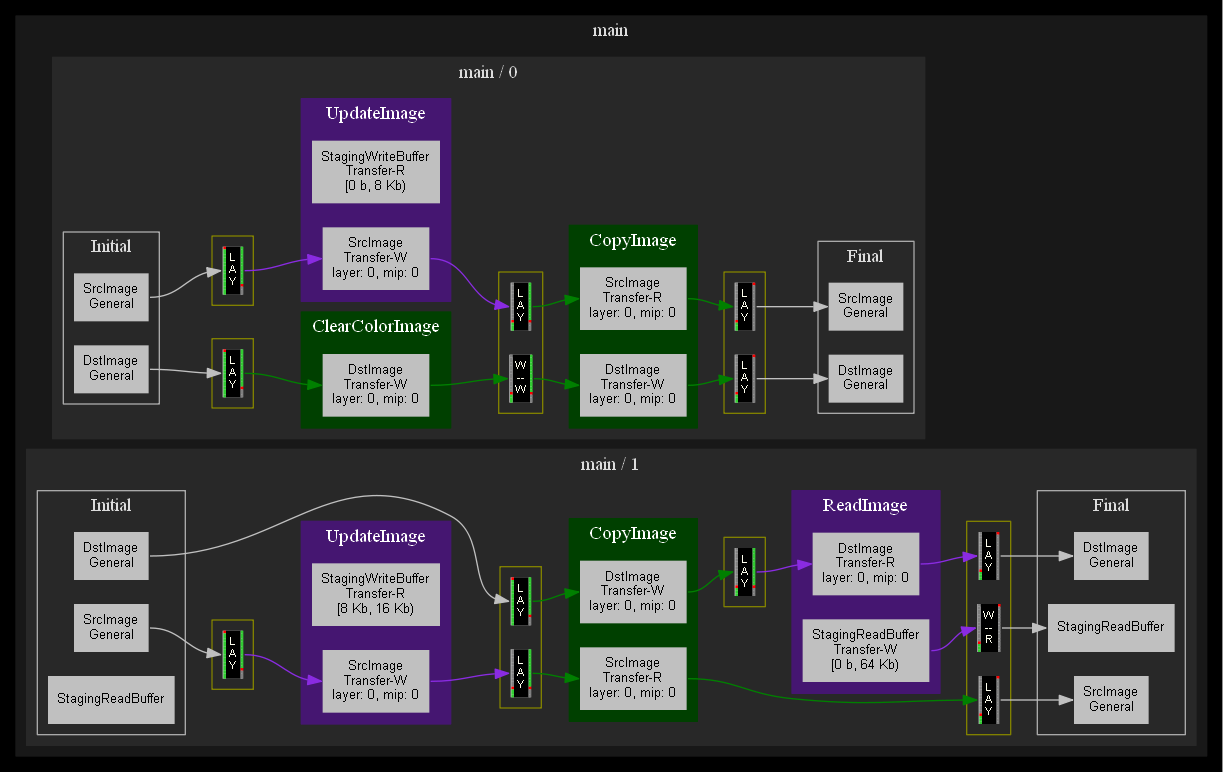 main
main / 0
Initial
SrcImage
General
DstImage
General
LAY
LAY
UpdateImage
StagingWriteBuffer
Transfer-R
[0 b, 8 Kb)
SrcImage
Transfer-W
layer: 0, mip: 0
ClearColorImage
DstImage
Transfer-W
layer: 0, mip: 0
LAY
W--W
CopyImage
SrcImage
Transfer-R
layer: 0, mip: 0
DstImage
Transfer-W
layer: 0, mip: 0
LAY
LAY
Final
SrcImage
General
DstImage
General
main / 1
Initial
DstImage
General
SrcImage
General
StagingReadBuffer
LAY
UpdateImage
StagingWriteBuffer
Transfer-R
[8 Kb, 16 Kb)
SrcImage
Transfer-W
layer: 0, mip: 0
LAY
LAY
CopyImage
DstImage
Transfer-W
layer: 0, mip: 0
SrcImage
Transfer-R
layer: 0, mip: 0
LAY
ReadImage
DstImage
Transfer-R
layer: 0, mip: 0
StagingReadBuffer
Transfer-W
[0 b, 64 Kb)
LAY
W--R
LAY
Final
DstImage
General
StagingReadBuffer
SrcImage
General